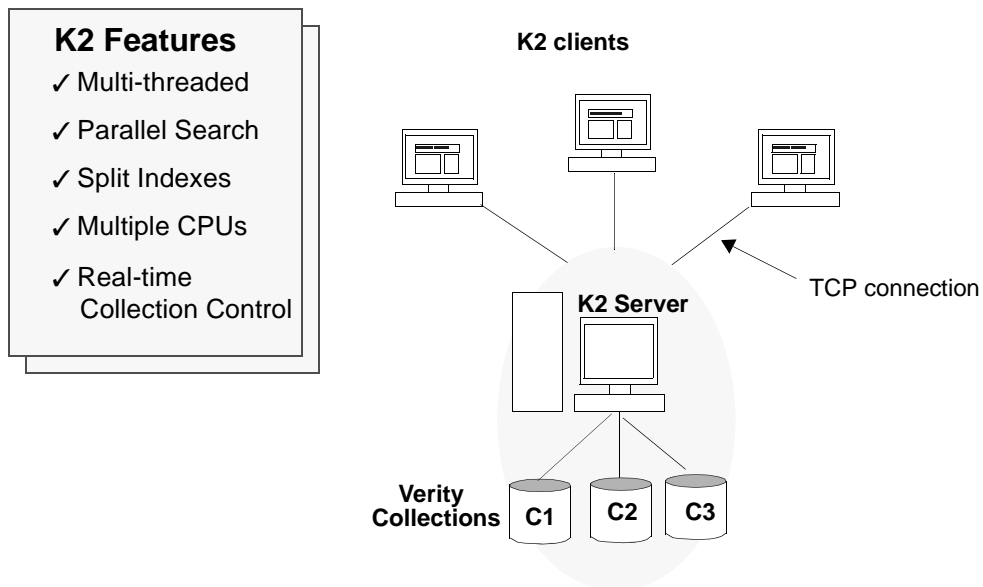 K2 Features
✓ Multi-threaded
✓ Parallel Search
✓ Split Indexes
✓ Multiple CPUs
✓ Real-time
Collection Control
K2 clients
TCP connection
K2 Server
Verity
Collections
C1
C2
C3